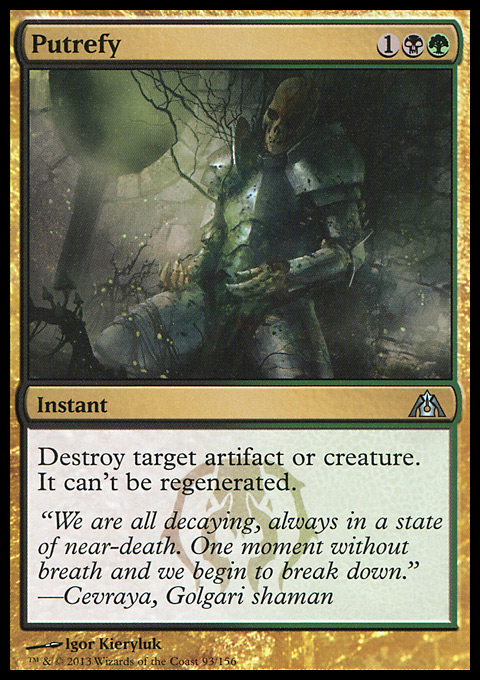 Putrefy 1
Instant
Destroy target artifact or creature.
It can't be regenerated.
“We are all decaying, always in a state
of near-death. One moment without
breath and we begin to break down.”
—Cevraya, Golgari shaman
Igor Kieryluk
™ & © 2013 Wizards of the Coast 93/156